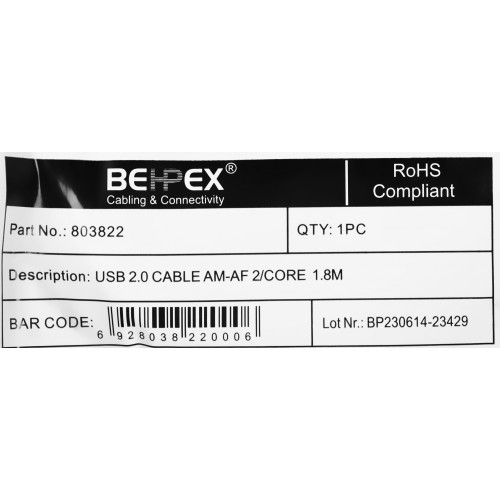 BEHPEX®
Cabling & Connectivity
RoHS
Compliant
Part No.: 803822
QTY: 1PC
Description: USB 2.0 CABLE AM-AF 2/CORE 1.8M
BAR CODE:
6 928038 220006
Lot Nr.: BP230614-23429